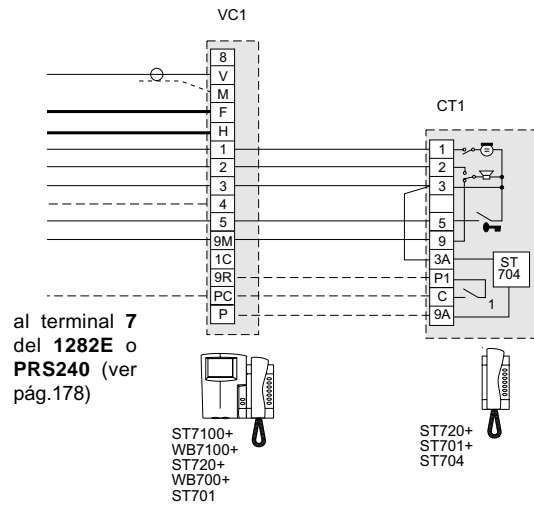 VC1
8
V
M
F
H
1
2
3
4
5
9M
1C
9R
PC
P
CT1
1
2
3
5
9
3A
P1
C
9A
ST
704
1
al terminal 7
del 1282E o
PRS240 (ver
pág.178)
ST7100+
WB7100+
ST720+
WB700+
ST701
ST720+
ST701+
ST704